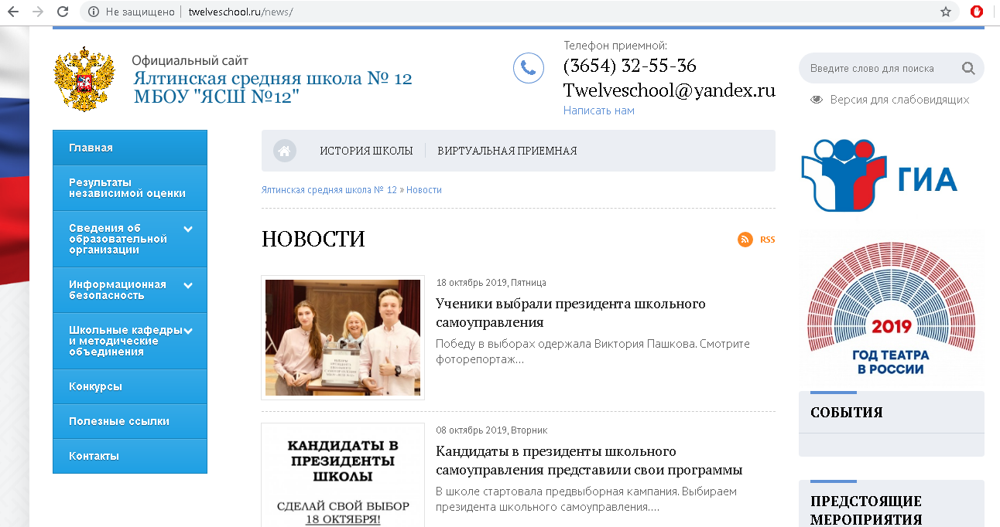 Не защищено
twelveschool.ru/news/
Официальный сайт
Ялтинская средняя школа № 12
МБОУ "ЯСШ №12"
Телефон приемной:
(3654) 32-55-36
Twelveschool@yandex.ru
Написать нам
Введите слово для поиска
Версия для слабовидящих
Главная
Результаты
независимой оценки
Сведения об
образовательной
организации
Информационная
безопасность
Школьные кафедры
и методические
объединения
Конкурсы
Полезные ссылки
Контакты
ИСТОРИЯ ШКОЛЫ
ВИРТУАЛЬНАЯ ПРИЕМНАЯ
Ялтинская средняя школа № 12 » Новости
НОВОСТИ
RSS
18 октябрь 2019, Пятница
Ученики выбрали президента школьного
самоуправления
Победу в выборах одержала Виктория Пашкова. Смотрите
фоторепортаж...
КАНДИДАТЫ В
ПРЕЗИДЕНТЫ
ШКОЛЫ
СДЕЛАЙ СВОЙ ВЫБОР
18 ОКТЯБРЯ!
08 октябрь 2019, Вторник
Кандидаты в президенты школьного
самоуправления представили свои программы
В школе стартовала предвыборная кампания. Выбираем
президента школьного самоуправления....
ГИА
2019
ГОД ТЕАТРА
В РОССИИ
СОБЫТИЯ
ПРЕДСТОЯЩИЕ
МЕРОПРИЯТИЯ